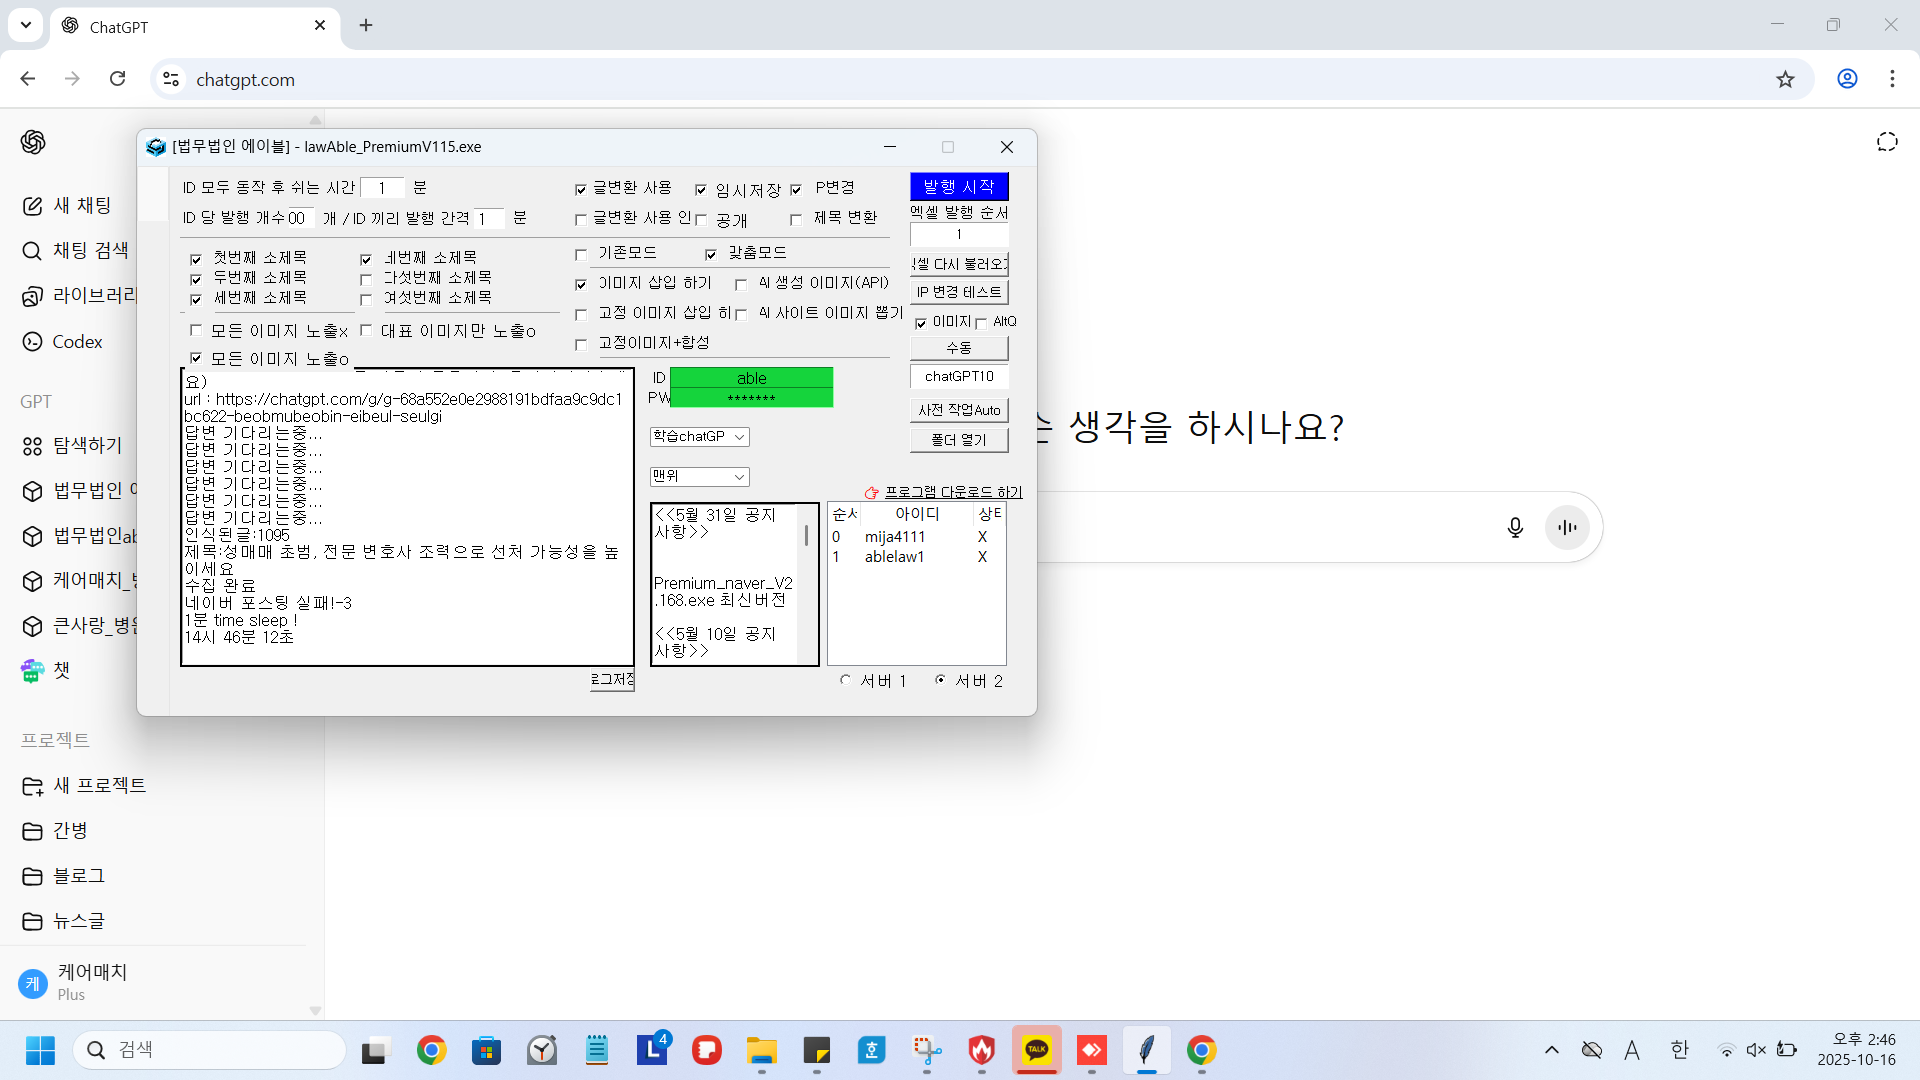 ChatGPT
chatgpt.com
[법무법인 에이블] - lawAble_PremiumV115.exe
ID 모두 동작 후 쉬는 시간 1 분
ID 당 발행 개수 00 개 / ID 끼리 발행 간격 1 분
글변환 사용 임시저장 P변경
글변환 사용 인 공개 제목 변환
발행 시작
엑셀 발행 순서
1
셀 다시 불러오기
IP 변경 테스트
이미지 AltQ
수동
chatGPT10
사전 작업Auto
폴더 열기
첫번째 소제목 네번째 소제목
두번째 소제목 다섯번째 소제목
세번째 소제목 여섯번째 소제목
기존모드 맞춤모드
이미지 삽입 하기 AI 생성 이미지(API)
고정 이미지 삽입 하 AI 사이트 이미지 뽑기
고정이미지+합성
모든 이미지 노출x 대표 이미지만 노출o
모든 이미지 노출o
요)
url : https://chatgpt.com/g/g-68a552e0e2988191bdfaa9c9dc1
bc622-beobmubeobin-eibeul-seulgi
답변 기다리는중...
답변 기다리는중...
답변 기다리는중...
답변 기다리는중...
답변 기다리는중...
답변 기다리는중...
인식된글:1095
제목:성매매 초범, 전문 변호사 조력으로 선처 가능성을 높
이세요
수집 완료
네이버 포스팅 실패!-3
1분 time sleep !
14시 46분 12초
로그저장
ID able
PW *******
학습chatGP
맨위
프로그램 다운로드 하기
<<5월 31일 공지
사항>>
Premium_naver_V2
.168.exe 최신버전
<<5월 10일 공지
사항>>
순서 아이디 상태
0 mija4111 X
1 ablelaw1 X
서버 1 서버 2
새 채팅
채팅 검색
라이브러리
Codex
GPT
탐색하기
법무법인 에
법무법인ab
케어매치_병
큰사랑_병원
챗
프로젝트
새 프로젝트
간병
블로그
뉴스글
케
케어매치
Plus
생각을 하시나요?
검색
4
TALK
A
한
오후 2:46
2025-10-16